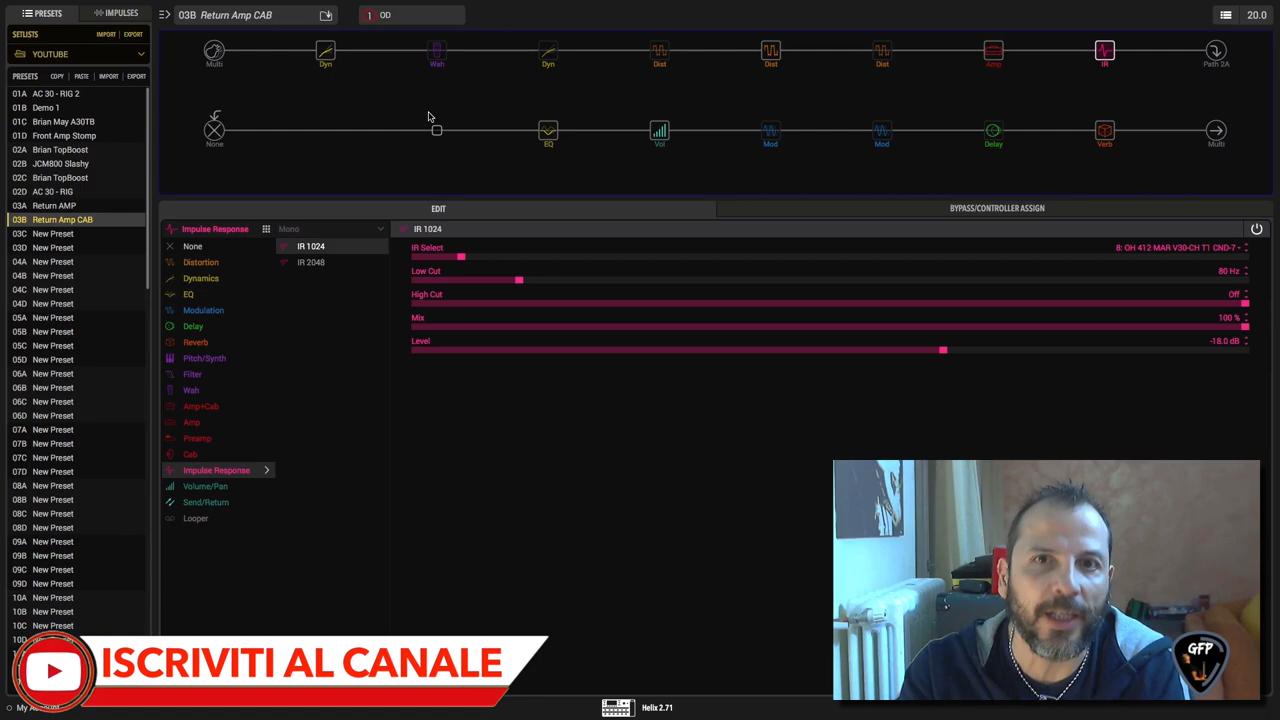 PRESETS
IMPULSES
03B Return Amp CAB
1 OD
20.0
SETLISTS
IMPORT
EXPORT
YOUTUBE
PRESETS
COPY
PASTE
IMPORT
EXPORT
01A AC 30 - RIG 2
01B Demo 1
01C Brian May A30TB
01D Front Amp Stomp
02A Brian TopBoost
02B JCM800 Slashy
02C Brian TopBoost
02D AC 30 - RIG
03A Return AMP
03B Return Amp CAB
03C New Preset
03D New Preset
04A New Preset
04B New Preset
04C New Preset
04D New Preset
05A New Preset
05B New Preset
05C New Preset
05D New Preset
06A New Preset
06B New Preset
06C New Preset
06D New Preset
07A New Preset
07B New Preset
07C New Preset
07D New Preset
08A New Preset
08B New Preset
08C New Preset
08D New Preset
09A New Preset
09B New Preset
09C New Preset
09D New Preset
10A New Preset
10B New Preset
10C New Preset
10D
Multi
Dyn
Wah
Dyn
Dist
Dist
Dist
Amp
IR
Path 2A
None
EQ
Vol
Mod
Mod
Delay
Verb
Multi
EDIT
BYPASS/CONTROLLER ASSIGN
Impulse Response
None
Distortion
Dynamics
EQ
Modulation
Delay
Reverb
Pitch/Synth
Filter
Wah
Amp+Cab
Amp
Preamp
Cab
Impulse Response
Volume/Pan
Send/Return
Looper
Mono
IR 1024
IR 2048
IR 1024
IR Select 8: OH 412 MAR V30-CH T1 CND-7
Low Cut 80 Hz
High Cut Off
Mix 100 %
Level -18.0 dB
ISCRIVITI AL CANALE
GFP
My
Helix 2.71